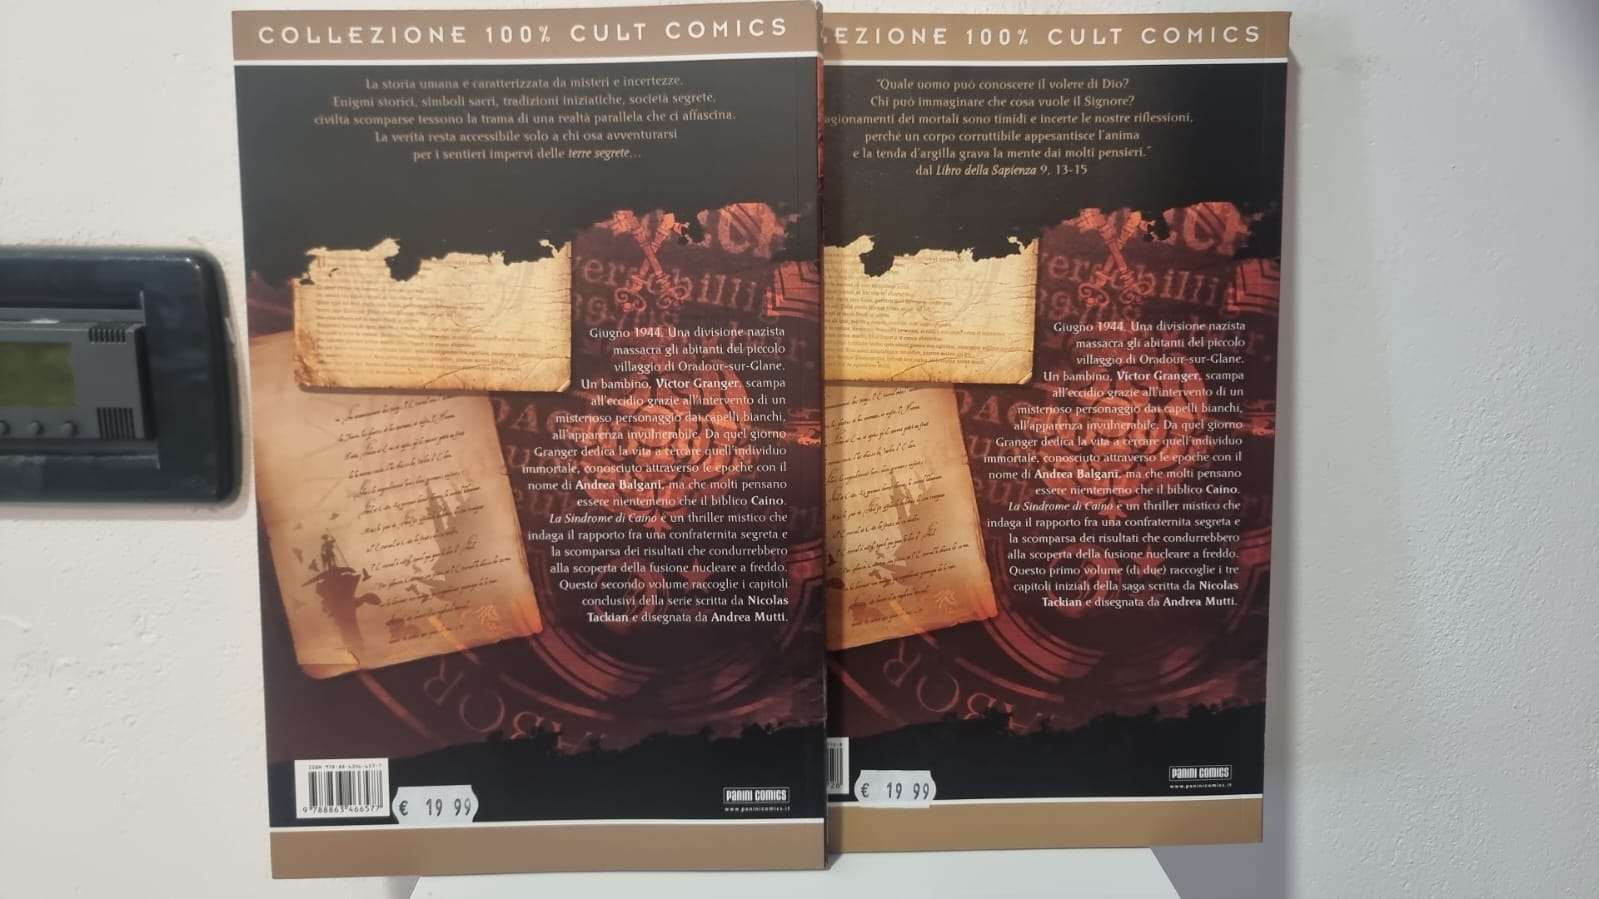 COLLEZIONE 100% CULT COMICS
La storia umana è caratterizzata da misteri e incertezze.
Enigmi storici, simboli sacri, tradizioni iniziatiche, società segrete,
civiltà scomparse tessono la trama di una realtà parallela che ci affascina.
La verità resta accessibile solo a chi osa avventurarsi
per i sentieri impervi delle terre segrete...
Giugno 1944. Una divisione nazista
massacra gli abitanti del piccolo
villaggio di Oradour-sur-Glane.
Un bambino, Victor Granger, scampa
all'eccidio grazie all'intervento di un
misterioso personaggio dai capelli bianchi,
all'apparenza invulnerabile. Da quel giorno
Granger dedica la vita a cercare quell'individuo
immortale, conosciuto attraverso le epoche con il
nome di Andrea Balgani, ma che molti pensano
essere nientemeno che il biblico Caino.
La Sindrome di Caino è un thriller mistico che
indaga il rapporto fra una confraternita segreta e
la scomparsa dei risultati che condurrebbero
alla scoperta della fusione nucleare a freddo.
Questo secondo volume raccoglie i capitoli
conclusivi della serie scritta da Nicolas
Tackian e disegnata da Andrea Mutti.
9 788863 466577
€ 19 99
PANINI COMICS
www.paninicomics.it
EZIONE 100% CULT COMICS
"Quale uomo può conoscere il volere di Dio?
Chi può immaginare che cosa vuole il Signore?
agionamenti dei mortali sono timidi e incerte le nostre riflessioni,
perché un corpo corruttibile appesantisce l'anima
e la tenda d'argilla grava la mente dai molti pensieri."
dal Libro della Sapienza 9, 13-15
Giugno 1944. Una divisione nazista
massacra gli abitanti del piccolo
villaggio di Oradour-sur-Glane.
Un bambino, Victor Granger, scampa
all'eccidio grazie all'intervento di un
misterioso personaggio dai capelli bianchi,
all'apparenza invulnerabile. Da quel giorno
Granger dedica la vita a cercare quell'individuo
immortale, conosciuto attraverso le epoche con il
nome di Andrea Balgani, ma che molti pensano
essere nientemeno che il biblico Caino.
La Sindrome di Caino è un thriller mistico che
indaga il rapporto fra una confraternita segreta e
la scomparsa dei risultati che condurrebbero
alla scoperta della fusione nucleare a freddo.
Questo primo volume (di due) raccoglie i tre
capitoli iniziali della saga scritta da Nicolas
Tackian e disegnata da Andrea Mutti.
€ 19 99
PANINI COMICS
www.paninicomics.it